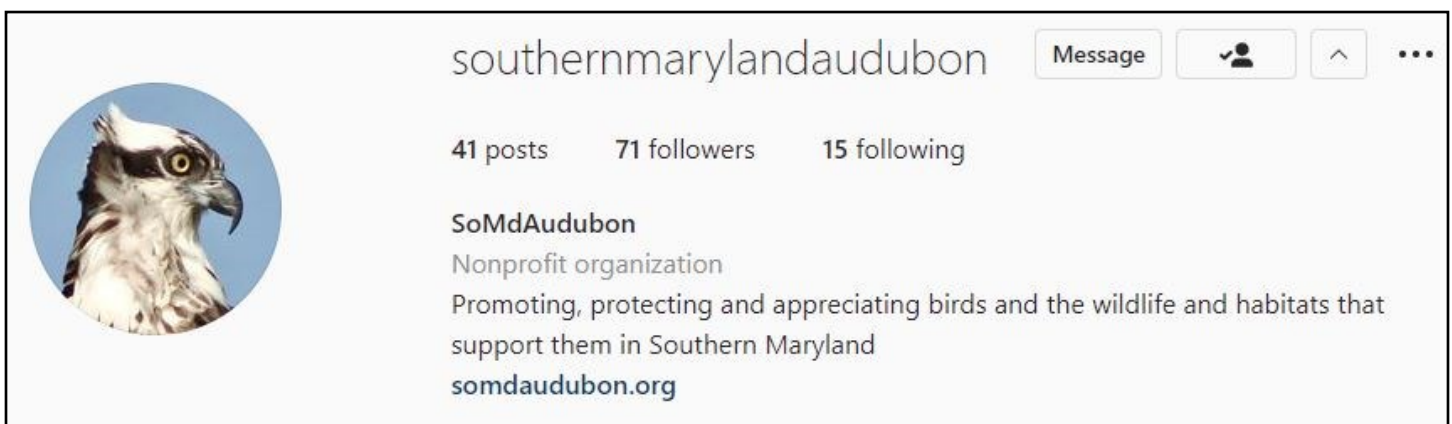 southernmarylandaudubon Message
41 posts 71 followers 15 following
SoMdAudubon
Nonprofit organization
Promoting, protecting and appreciating birds and the wildlife and habitats that
support them in Southern Maryland
somdaudubon.org